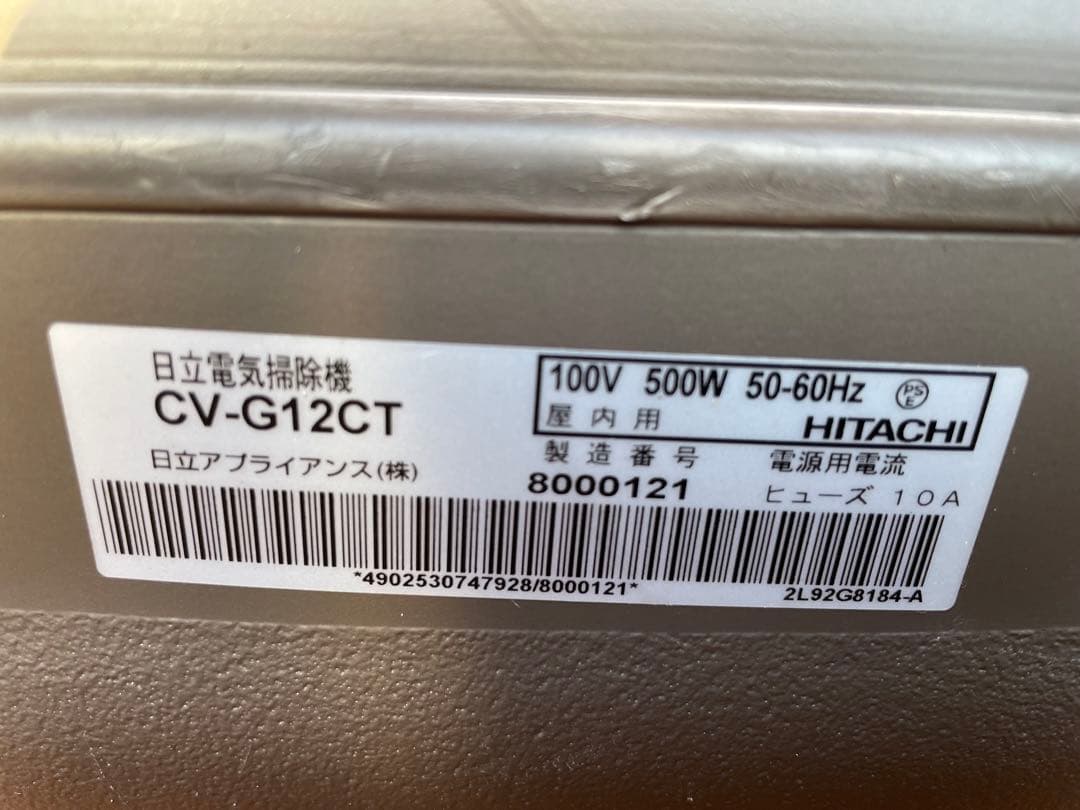 日立電気掃除機
CV-G12CT
日立アプライアンス(株)
100V 500W 50-60Hz PSE
屋内用 HITACHI
製造番号
8000121
電源用電流
ヒューズ 10A
*4902530747928/8000121*
2L92G8184-A